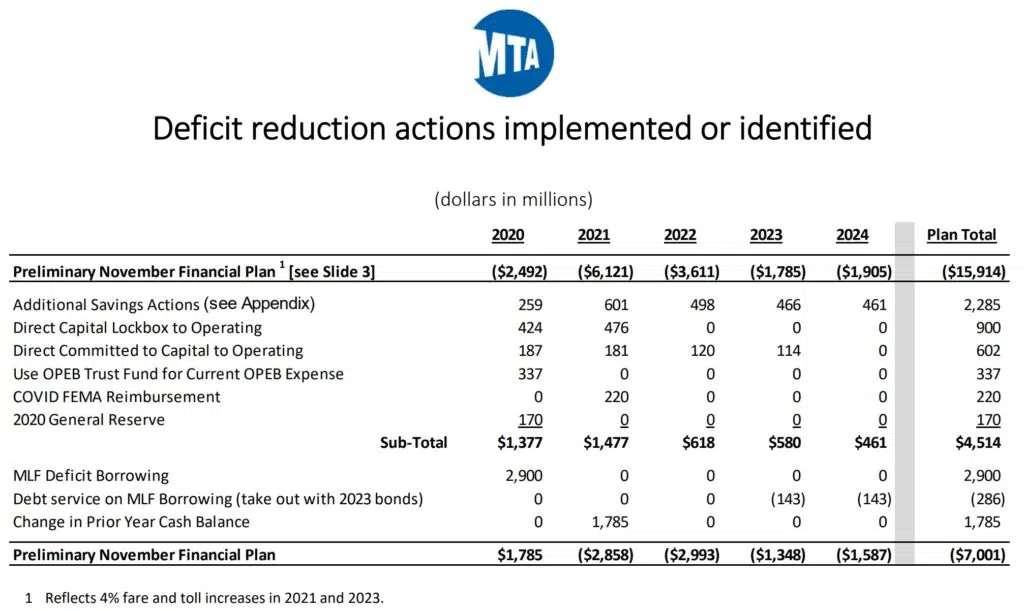 MTA
Deficit reduction actions implemented or identified
(dollars in millions)
2020 2021 2022 2023 2024 Plan Total
Preliminary November Financial Plan 1 [see Slide 3] ($2,492) ($6,121) ($3,611) ($1,785) ($1,905) ($15,914)
Additional Savings Actions (see Appendix) 259 601 498 466 461 2,285
Direct Capital Lockbox to Operating 424 476 0 0 0 900
Direct Committed to Capital to Operating 187 181 120 114 0 602
Use OPEB Trust Fund for Current OPEB Expense 337 0 0 0 0 337
COVID FEMA Reimbursement 0 220 0 0 0 220
2020 General Reserve 170 0 0 0 0 170
Sub-Total $1,377 $1,477 $618 $580 $461 $4,514
MLF Deficit Borrowing 2,900 0 0 0 0 2,900
Debt service on MLF Borrowing (take out with 2023 bonds) 0 0 0 (143) (143) (286)
Change in Prior Year Cash Balance 0 1,785 0 0 0 1,785
Preliminary November Financial Plan $1,785 ($2,858) ($2,993) ($1,348) ($1,587) ($7,001)
1 Reflects 4% fare and toll increases in 2021 and 2023.